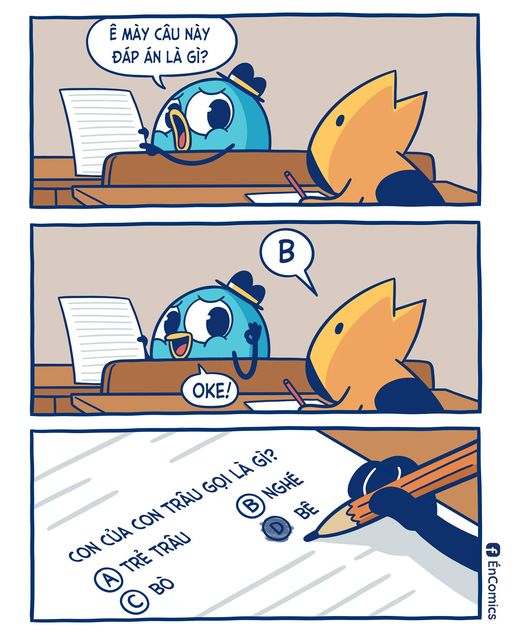 Ê MÀY CÂU NÀY
ĐÁP ÁN LÀ GÌ?
B
OKE!
CON CỦA CON TRÂU GỌI LÀ GÌ?
A TRẺ TRÂU
B NGHÉ
C BÒ
D BÊ
f ÉnComics